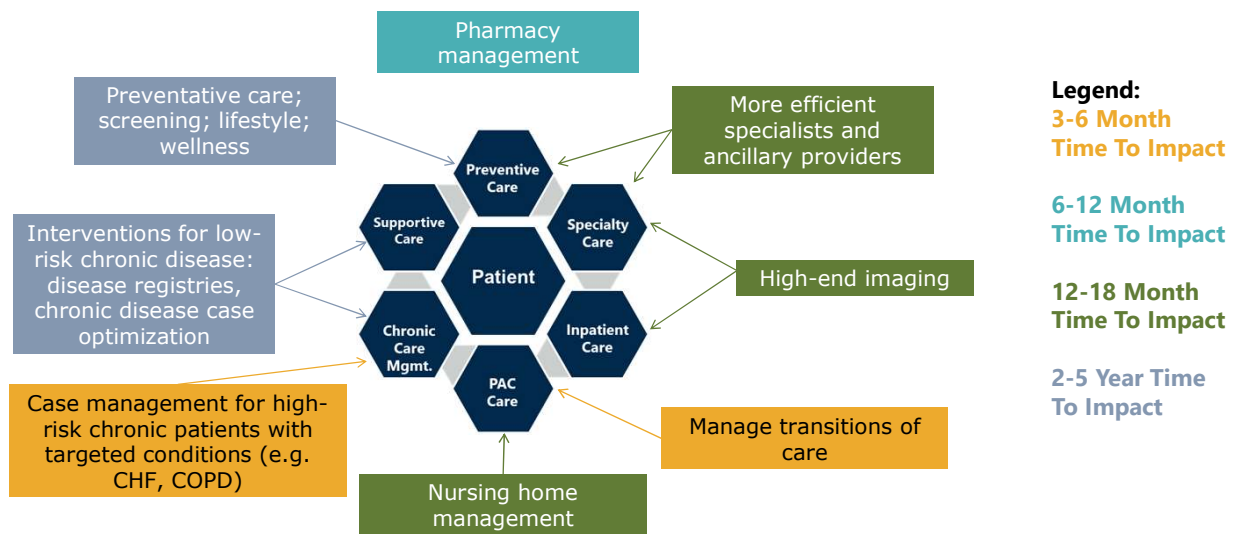 Pharmacy
management
Preventative care;
screening; lifestyle;
wellness
More efficient
specialists and
ancillary providers
Legend:
3-6 Month
Time To Impact
6-12 Month
Time To Impact
12-18 Month
Time To Impact
2-5 Year Time
To Impact
Preventive
Care
Supportive
Care
Specialty
Care
Patient
Interventions for low-
risk chronic disease:
disease registries,
chronic disease case
optimization
High-end imaging
Chronic
Care
Mgmt.
Inpatient
Care
PAC
Care
Case management for high-
risk chronic patients with
targeted conditions (e.g.
CHF, COPD)
Manage transitions of
care
Nursing home
management